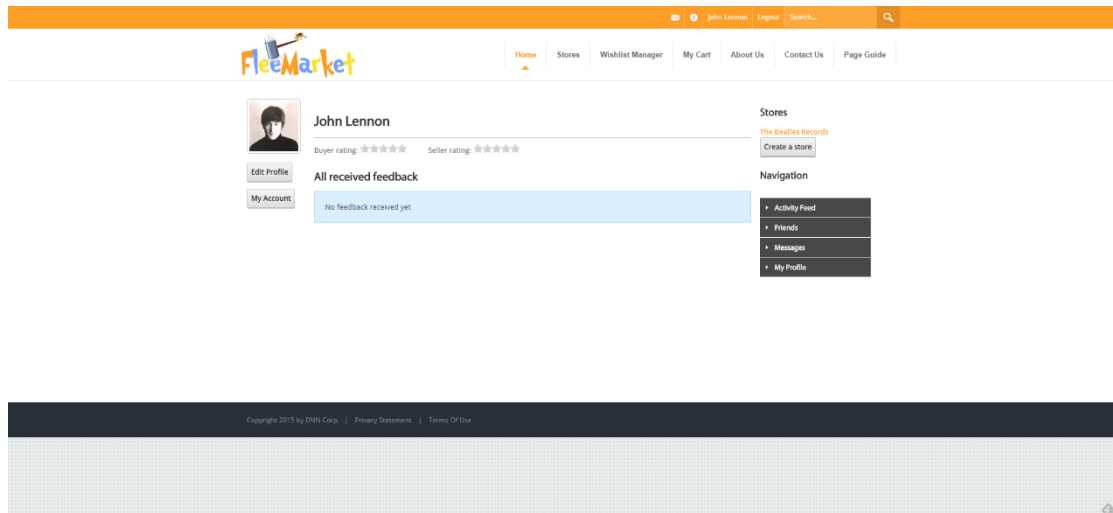 John Lennon Logout Search...
FleeMarket
Home Stores Wishlist Manager My Cart About Us Contact Us Page Guide
John Lennon
Buyer rating: Seller rating:
Edit Profile
My Account
All received feedback
No feedback received yet
Stores
The Beatles Records
Create a store
Navigation
Activity Feed
Friends
Messages
My Profile
Copyright 2015 by DNN Corp | Privacy Statement | Terms Of Use